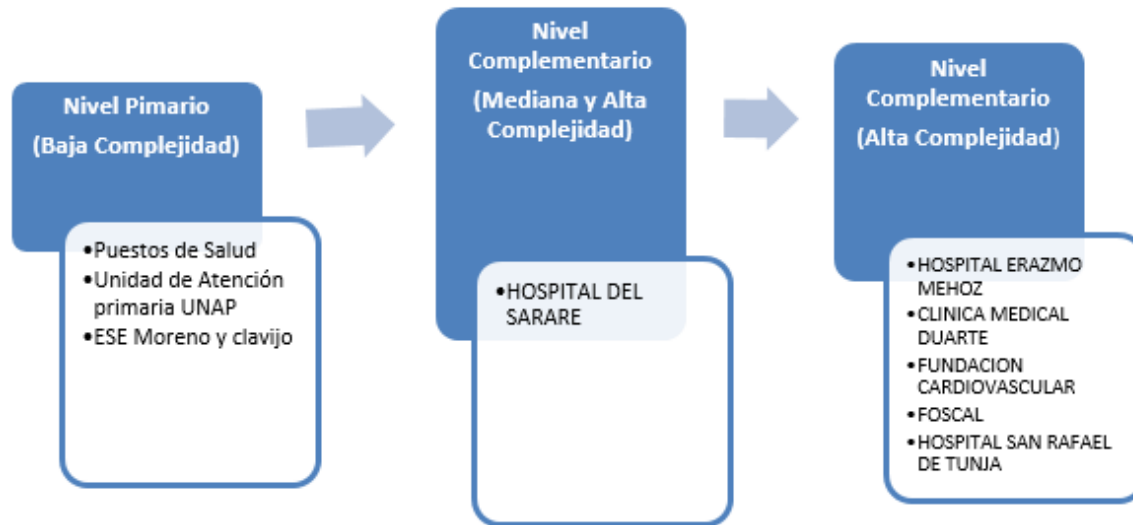 Nivel Pimario
(Baja Complejidad)
•Puestos de Salud
•Unidad de Atención
primaria UNAP
•ESE Moreno y clavijo
Nivel
Complementario
(Mediana y Alta
Complejidad)
•HOSPITAL DEL
SARARE
Nivel
Complementario
(Alta Complejidad)
•HOSPITAL ERAZMO
MEHOZ
•CLINICA MEDICAL
DUARTE
•FUNDACION
CARDIOVASCULAR
•FOSCAL
•HOSPITAL SAN RAFAEL
DE TUNJA